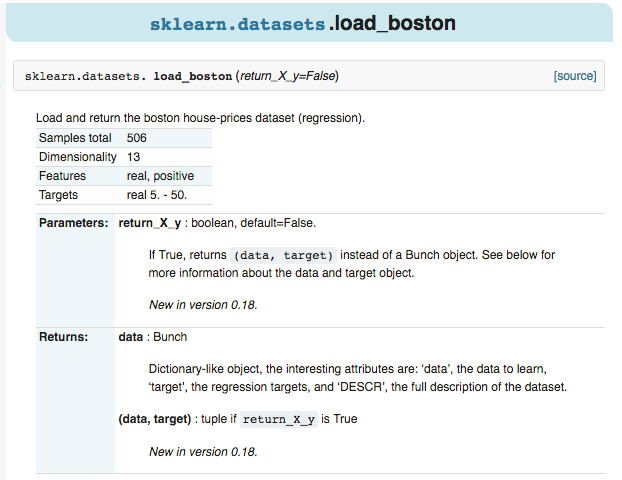 sklearn.datasets.load_boston
sklearn.datasets. load_boston (return_X_y=False) [source]
Load and return the boston house-prices dataset (regression).
Samples total 506
Dimensionality 13
Features real, positive
Targets real 5. - 50.
Parameters: return_X_y : boolean, default=False.
If True, returns (data, target) instead of a Bunch object. See below for
more information about the data and target object.
New in version 0.18.
Returns: data : Bunch
Dictionary-like object, the interesting attributes are: ‘data’, the data to learn,
‘target’, the regression targets, and ‘DESCR’, the full description of the dataset.
(data, target) : tuple if return_X_y is True
New in version 0.18.